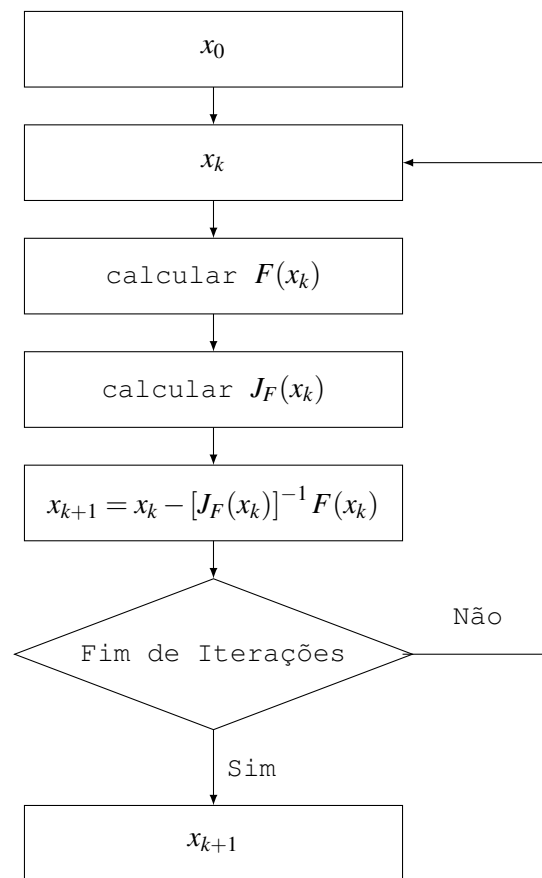 x_0
x_k
calcular F(x_k)
calcular J_F(x_k)
x_{k+1} = x_k − [J_F(x_k)]^{−1} F(x_k)
Não
Fim de Iterações
Sim
x_{k+1}